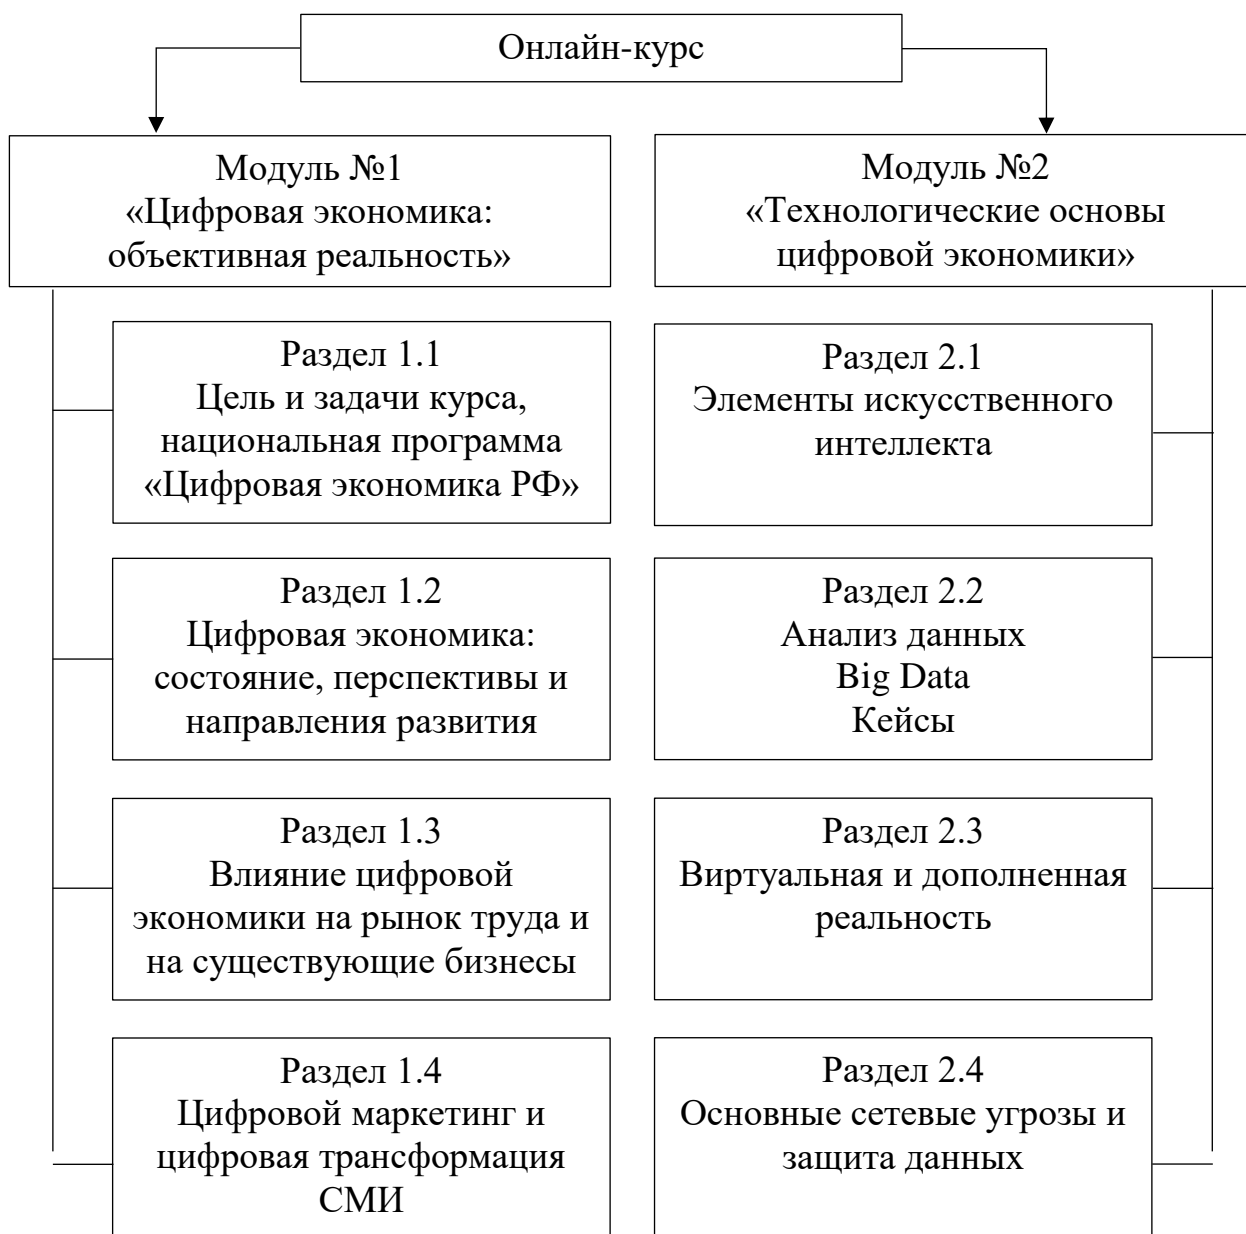 Онлайн-курс
Модуль №1
«Цифровая экономика:
объективная реальность»
Раздел 1.1
Цель и задачи курса,
национальная программа
«Цифровая экономика РФ»
Раздел 1.2
Цифровая экономика:
состояние, перспективы и
направления развития
Раздел 1.3
Влияние цифровой
экономики на рынок труда и
на существующие бизнесы
Раздел 1.4
Цифровой маркетинг и
цифровая трансформация
СМИ
Модуль №2
«Технологические основы
цифровой экономики»
Раздел 2.1
Элементы искусственного
интеллекта
Раздел 2.2
Анализ данных
Big Data
Кейсы
Раздел 2.3
Виртуальная и дополненная
реальность
Раздел 2.4
Основные сетевые угрозы и
защита данных